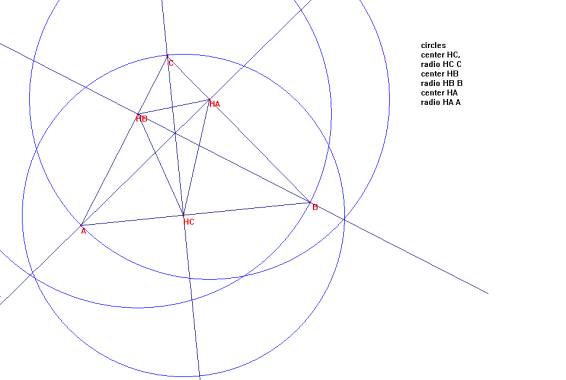 circles
center HC,
radio HC C
center HB
radio HB B
center HA
radio HA A
C
HA
HB
B
HC
A